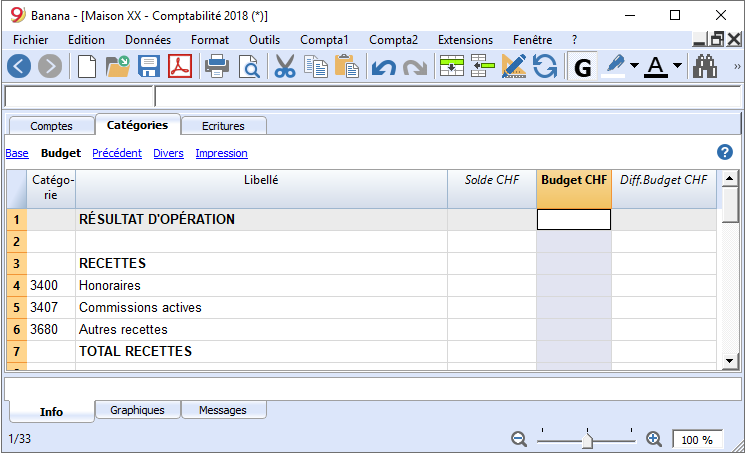 Banana - [Maison XX - Comptabilité 2018 (*)]
Fichier Edition Données Format Outils Compta1 Compta2 Extensions Fenêtre ?
G A »
Comptes Catégories Ecritures
Base Budget Précédent Divers Impression ?
Catégo-
rie Libellé Solde CHF Budget CHF Diff.Budget CHF
1 RÉSULTAT D'OPÉRATION
2
3 RECETTES
4 3400 Honoraires
5 3407 Commissions actives
6 3680 Autres recettes
7 TOTAL RECETTES
Info Graphiques Messages
1/33 100 %